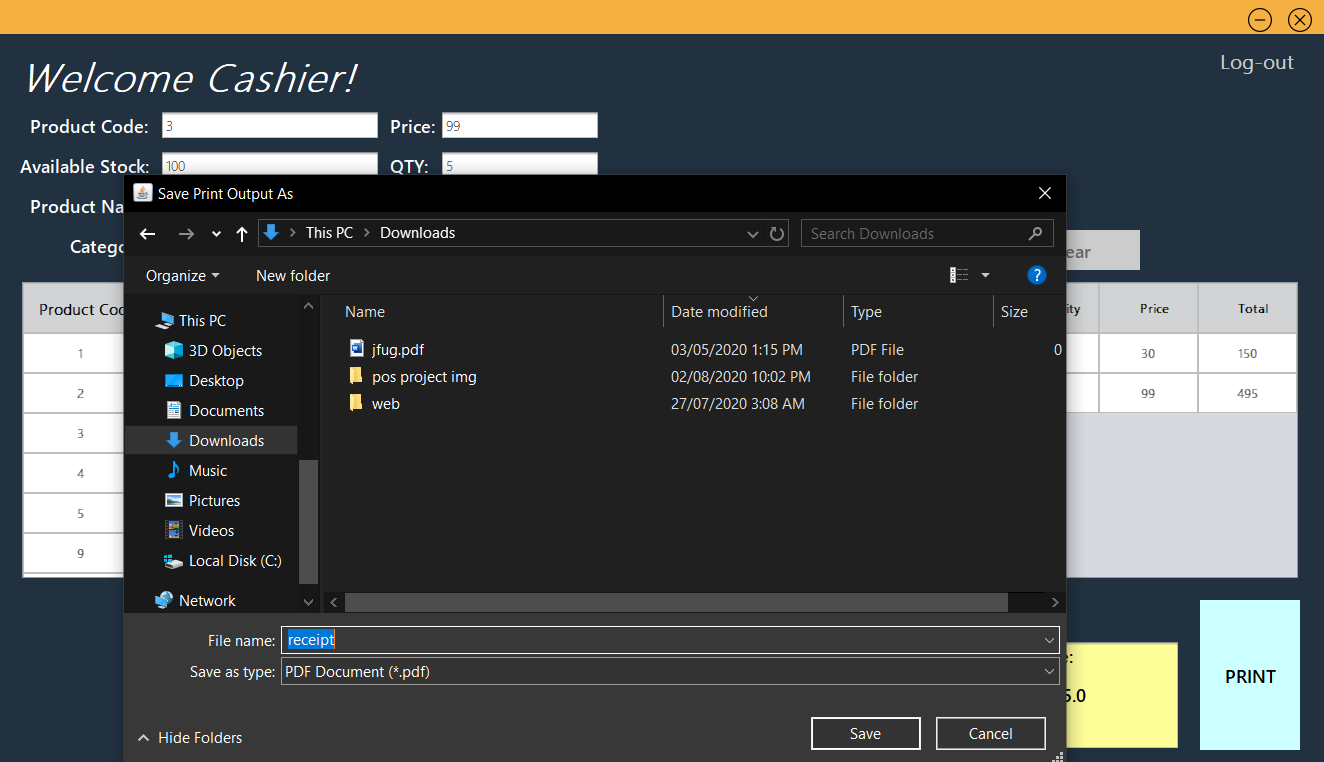 Welcome Cashier!
Log-out
Product Code: 3 Price: 99
Available Stock: 100 QTY: 5
Product Na
Catego
ear
Save Print Output As
This PC Downloads
Search Downloads
Organize New folder
?
This PC
3D Objects
Desktop
Documents
Downloads
Music
Pictures
Videos
Local Disk (C:)
Network
Name Date modified Type Size
jfug.pdf 03/05/2020 1:15 PM PDF File 0
pos project img 02/08/2020 10:02 PM File folder
web 27/07/2020 3:08 AM File folder
File name: receipt
Save as type: PDF Document (*.pdf)
Hide Folders
Save Cancel
Product Coo
1
2
3
4
5
9
ity Price Total
30 150
99 495
e:
5.0
PRINT